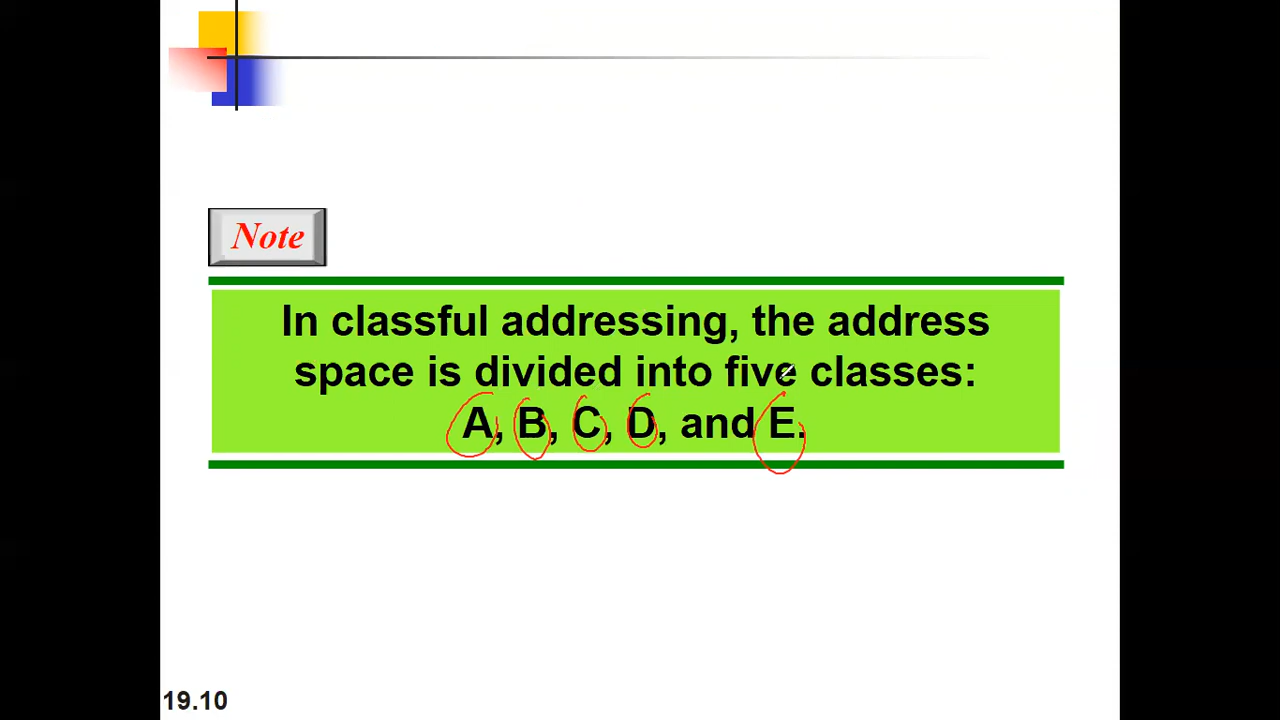 Note
In classful addressing, the address
space is divided into five classes:
A, B, C, D, and E.
19.10